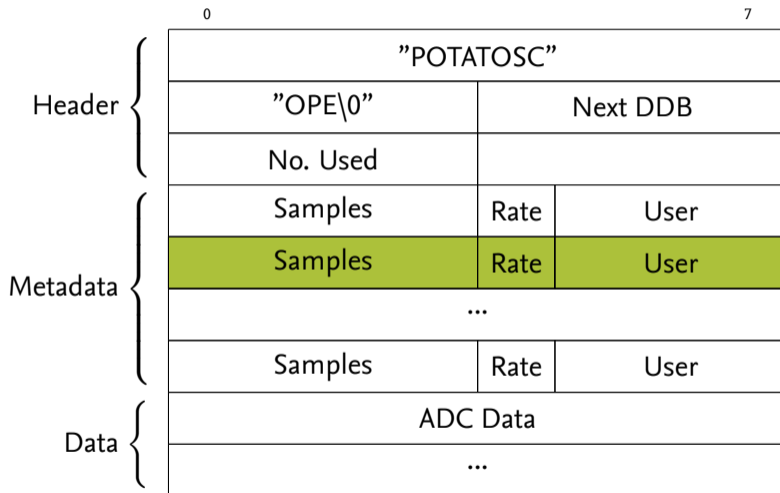 0 7
”POTATOSC”
Header ”OPE\0” Next DDB
No. Used
Samples Rate User
Metadata Samples Rate User
...
Samples Rate User
ADC Data
Data ...